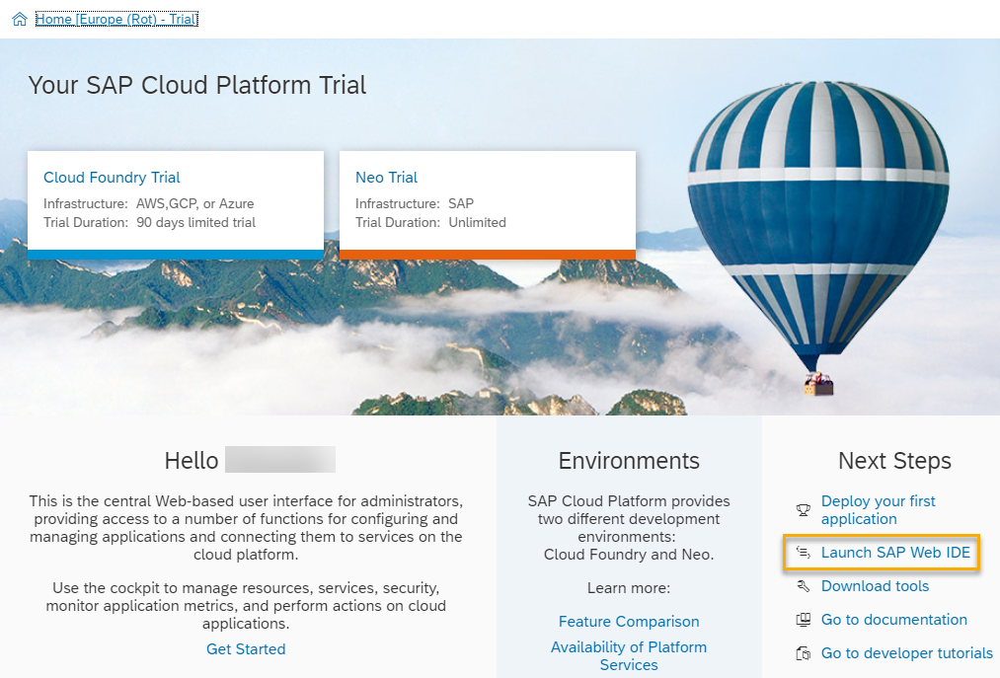 Home [Europe (Rot) - Trial]
Your SAP Cloud Platform Trial
Cloud Foundry Trial
Infrastructure: AWS,GCP, or Azure
Trial Duration: 90 days limited trial
Neo Trial
Infrastructure: SAP
Trial Duration: Unlimited
Hello
This is the central Web-based user interface for administrators,
providing access to a number of functions for configuring and
managing applications and connecting them to services on the
cloud platform.
Use the cockpit to manage resources, services, security,
monitor application metrics, and perform actions on cloud
applications.
Get Started
Environments
SAP Cloud Platform provides
two different development
environments:
Cloud Foundry and Neo.
Learn more:
Feature Comparison
Availability of Platform
Services
Next Steps
Deploy your first
application
Launch SAP Web IDE
Download tools
Go to documentation
Go to developer tutorials